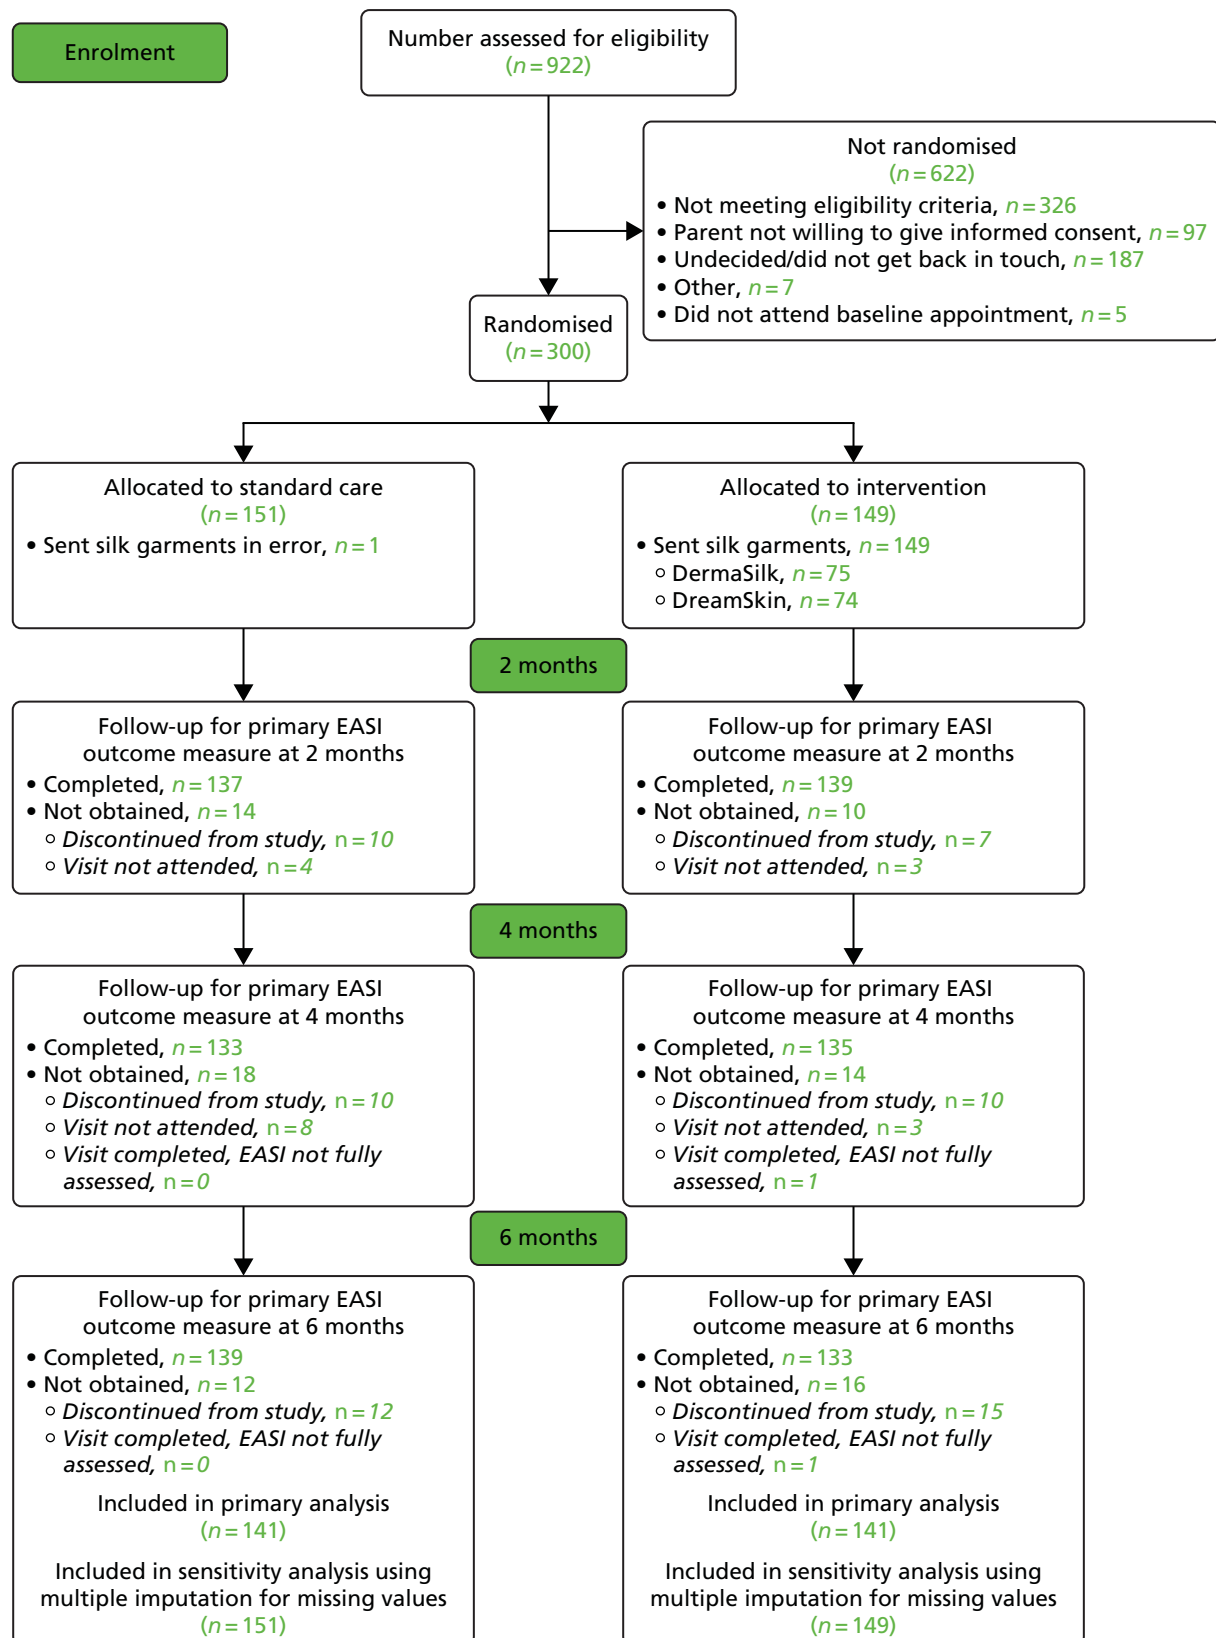 Enrolment
Number assessed for eligibility
(n=922)
Not randomised
(n=622)
• Not meeting eligibility criteria, n=326
• Parent not willing to give informed consent, n=97
• Undecided/did not get back in touch, n=187
• Other, n=7
• Did not attend baseline appointment, n=5
Randomised
(n=300)
Allocated to standard care
(n=151)
• Sent silk garments in error, n=1
Allocated to intervention
(n=149)
• Sent silk garments, n=149
○ DermaSilk, n=75
○ DreamSkin, n=74
2 months
Follow-up for primary EASI
outcome measure at 2 months
• Completed, n=137
• Not obtained, n=14
○ Discontinued from study, n=10
○ Visit not attended, n=4
Follow-up for primary EASI
outcome measure at 2 months
• Completed, n=139
• Not obtained, n=10
○ Discontinued from study, n=7
○ Visit not attended, n=3
4 months
Follow-up for primary EASI
outcome measure at 4 months
• Completed, n=133
• Not obtained, n=18
○ Discontinued from study, n=10
○ Visit not attended, n=8
○ Visit completed, EASI not fully
assessed, n=0
Follow-up for primary EASI
outcome measure at 4 months
• Completed, n=135
• Not obtained, n=14
○ Discontinued from study, n=10
○ Visit not attended, n=3
○ Visit completed, EASI not fully
assessed, n=1
6 months
Follow-up for primary EASI
outcome measure at 6 months
• Completed, n=139
• Not obtained, n=12
○ Discontinued from study, n=12
○ Visit completed, EASI not fully
assessed, n=0
Included in primary analysis
(n=141)
Included in sensitivity analysis using
multiple imputation for missing values
(n=151)
Follow-up for primary EASI
outcome measure at 6 months
• Completed, n=133
• Not obtained, n=16
○ Discontinued from study, n=15
○ Visit completed, EASI not fully
assessed, n=1
Included in primary analysis
(n=141)
Included in sensitivity analysis using
multiple imputation for missing values
(n=149)